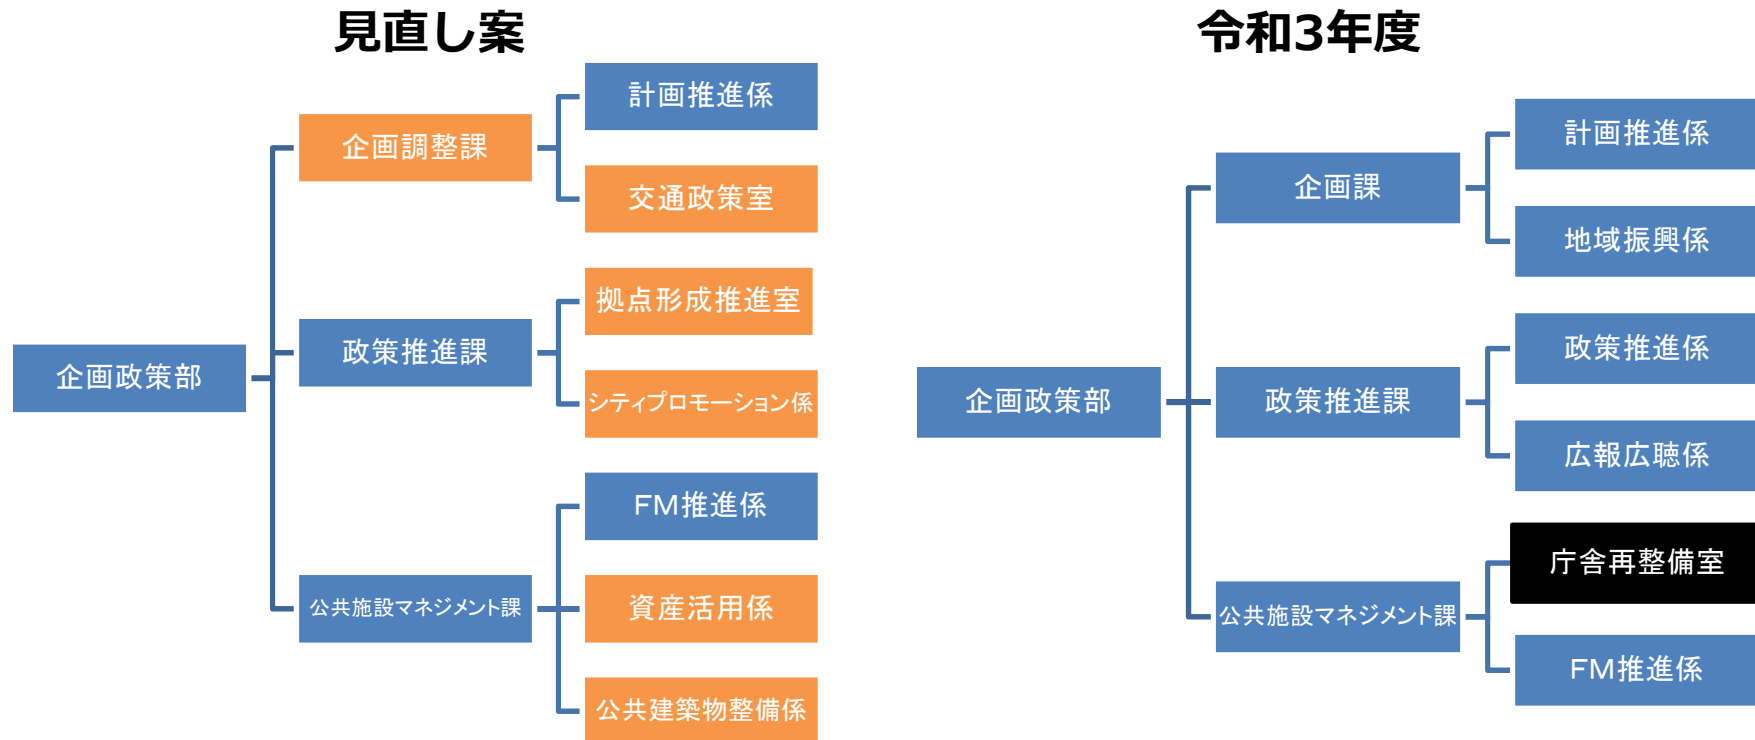 見直し案
企画政策部
企画調整課
計画推進係
交通政策室
政策推進課
拠点形成推進室
シティプロモーション係
公共施設マネジメント課
FM推進係
資産活用係
公共建築物整備係
令和3年度
企画政策部
企画課
計画推進係
地域振興係
政策推進課
政策推進係
広報広聴係
公共施設マネジメント課
庁舎再整備室
FM推進係